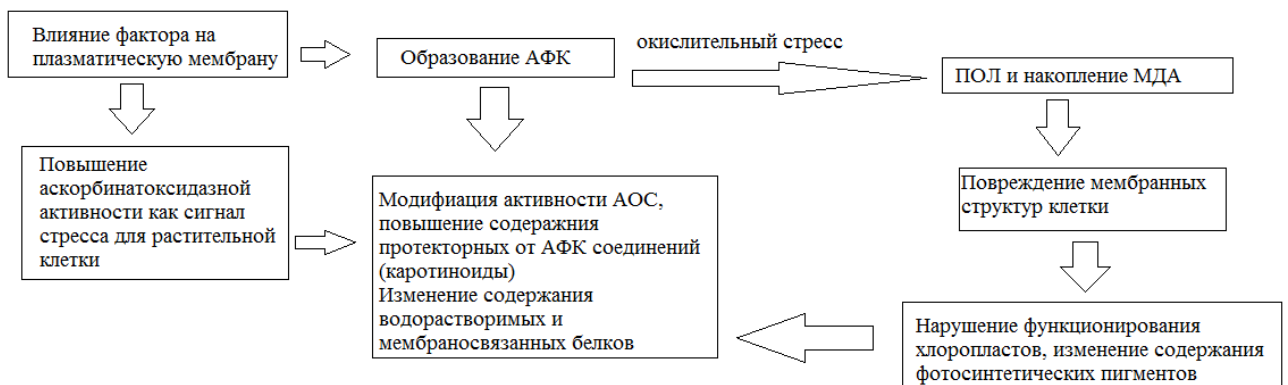 Влияние фактора на
плазматическую мембрану
Образование АФК
окислительный стресс
ПОЛ и накопление МДА
Повышение
аскорбинатоксидазной
активности как сигнал
стресса для растительной
клетки
Модифиация активности АОС,
повышение содеражния
протекторных от АФК соединений
(каротиноиды)
Изменение содержания
водорастворимых и
мембраносвязанных белков
Повреждение мембранных
структур клетки
Нарушение функционирования
хлоропластов, изменение содержания
фотосинтетических пигментов